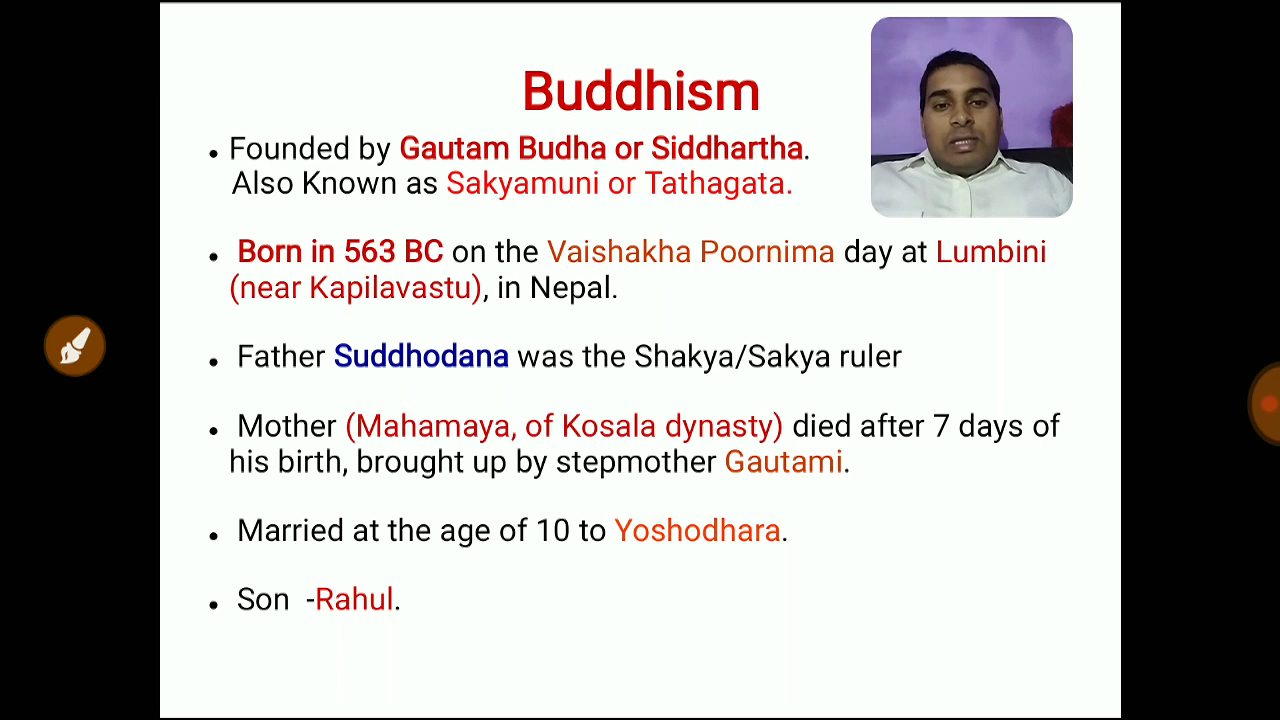 Buddhism
• Founded by Gautam Budha or Siddhartha.
Also Known as Sakyamuni or Tathagata.
• Born in 563 BC on the Vaishakha Poornima day at Lumbini
(near Kapilavastu), in Nepal.
• Father Suddhodana was the Shakya/Sakya ruler
• Mother (Mahamaya, of Kosala dynasty) died after 7 days of
his birth, brought up by stepmother Gautami.
• Married at the age of 10 to Yoshodhara.
• Son -Rahul.